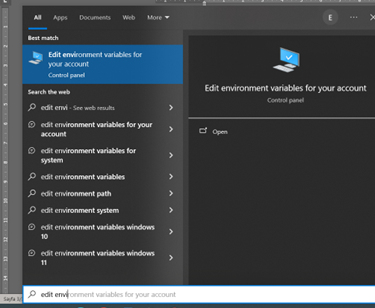 All Apps Documents Web More E ...
Best match
Edit environment variables for
your account
Control panel
Search the web
edit envi - See web results
edit environment variables for your
account
edit environment variables for
system
edit environment variables
edit environment path
edit environment system
edit environment variables windows
10
edit environment variables windows
11
Edit environment variables for your account
Control panel
Open
Sayfa
edit environment variables for your account